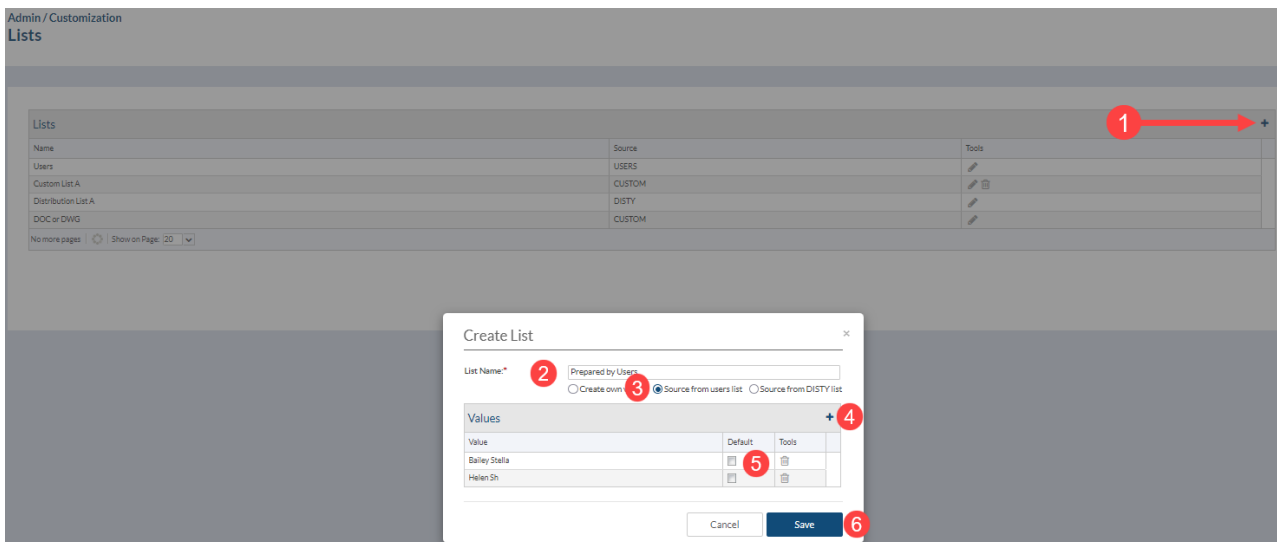 Admin / Customization
Lists
1
Lists
Name Source Tools
Users USERS
Custom List A CUSTOM
Distribution List A DISTY
DOC or DWG CUSTOM
No more pages Show on Page: 20
Create List
List Name:* 2 Prepared by Users
Create own 3 Source from users list Source from DISTY list
Values 4
Value Default Tools
Bailey Stella 5
Helen Sh
Cancel Save 6